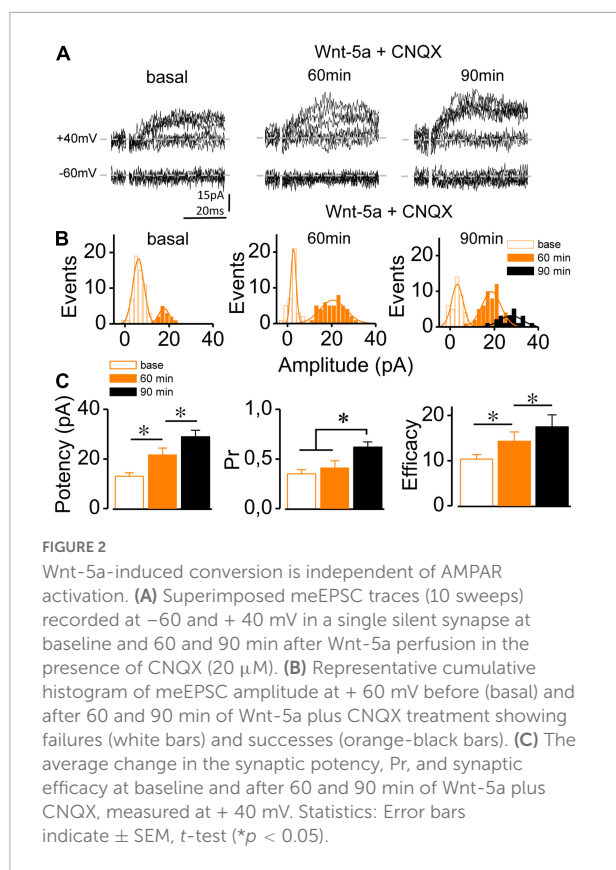 A
Wnt-5a + CNQX
basal
60min
90min
+40mV
-60mV
15pA
20ms
Wnt-5a + CNQX
B
basal
60min
90min
base
60 min
90 min
Events
20
10
0
0 20 40
Events
20
10
0
0 20 40
Events
20
10
0
0 20 40
Amplitude (pA)
C
base
60 min
90 min
Potency (pA)
40
20
0
* *
Pr
1,0
0,5
0,0
*
Efficacy
20
10
0
* *
FIGURE 2
Wnt-5a-induced conversion is independent of AMPAR
activation. (A) Superimposed meEPSC traces (10 sweeps)
recorded at −60 and + 40 mV in a single silent synapse at
baseline and 60 and 90 min after Wnt-5a perfusion in the
presence of CNQX (20 μM). (B) Representative cumulative
histogram of meEPSC amplitude at + 60 mV before (basal) and
after 60 and 90 min of Wnt-5a plus CNQX treatment showing
failures (white bars) and successes (orange-black bars). (C) The
average change in the synaptic potency, Pr, and synaptic
efficacy at baseline and after 60 and 90 min of Wnt-5a plus
CNQX, measured at + 40 mV. Statistics: Error bars
indicate ± SEM, t-test (*p < 0.05).